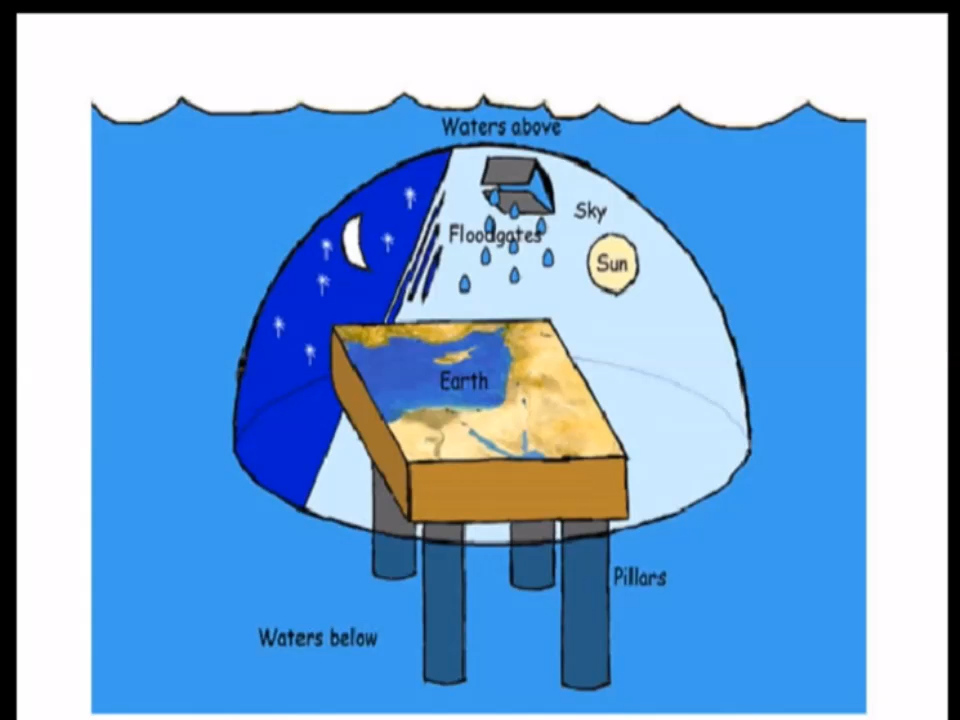 Waters above
Sky
Floodgates
Sun
Earth
Pillars
Waters below